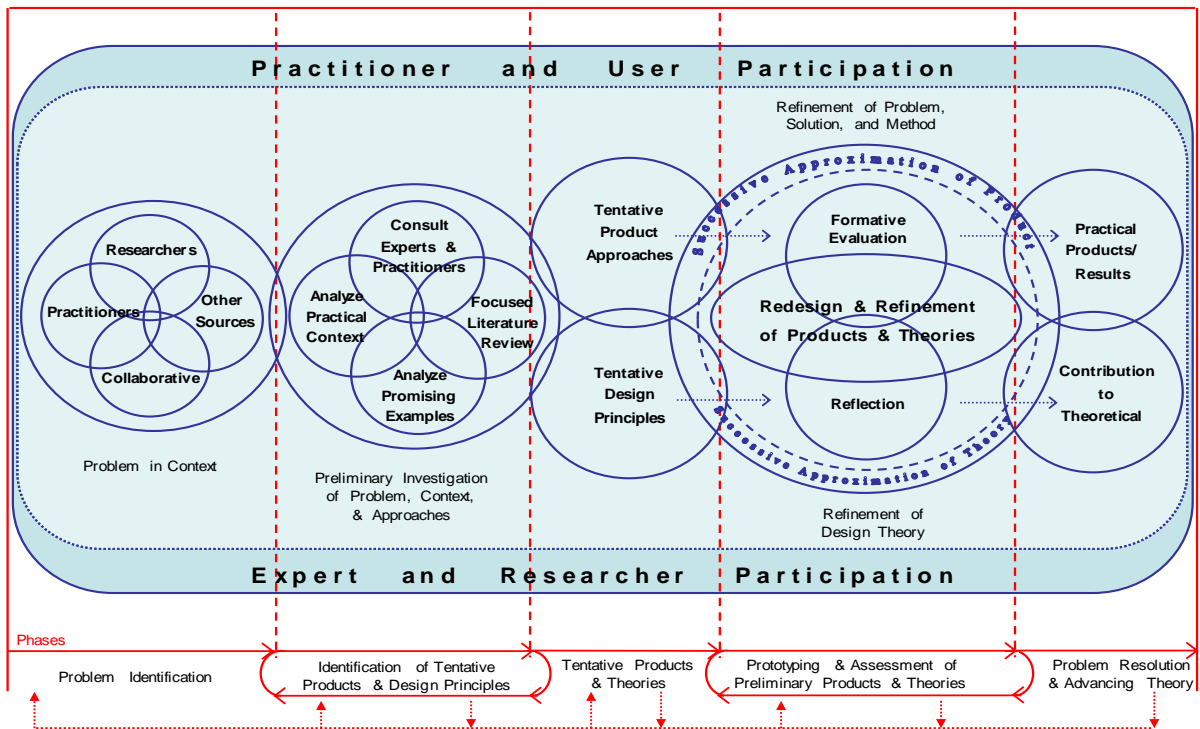 Practitioner and User Participation
Refinement of Problem,
Solution, and Method
Successive Approximation of Product
Researchers
Practitioners
Other
Sources
Collaborative
Problem in Context
Consult
Experts &
Practitioners
Analyze
Practical
Context
Focused
Literature
Review
Analyze
Promising
Examples
Preliminary Investigation
of Problem, Context,
& Approaches
Tentative
Product
Approaches
Tentative
Design
Principles
Formative
Evaluation
Redesign & Refinement
of Products & Theories
Reflection
Successive Approximation of Theory
Refinement of
Design Theory
Practical
Products/
Results
Contribution
to
Theoretical
Expert and Researcher Participation
Phases
Problem Identification
Identification of Tentative
Products & Design Principles
Tentative Products
& Theories
Prototyping & Assessment of
Preliminary Products & Theories
Problem Resolution
& Advancing Theory